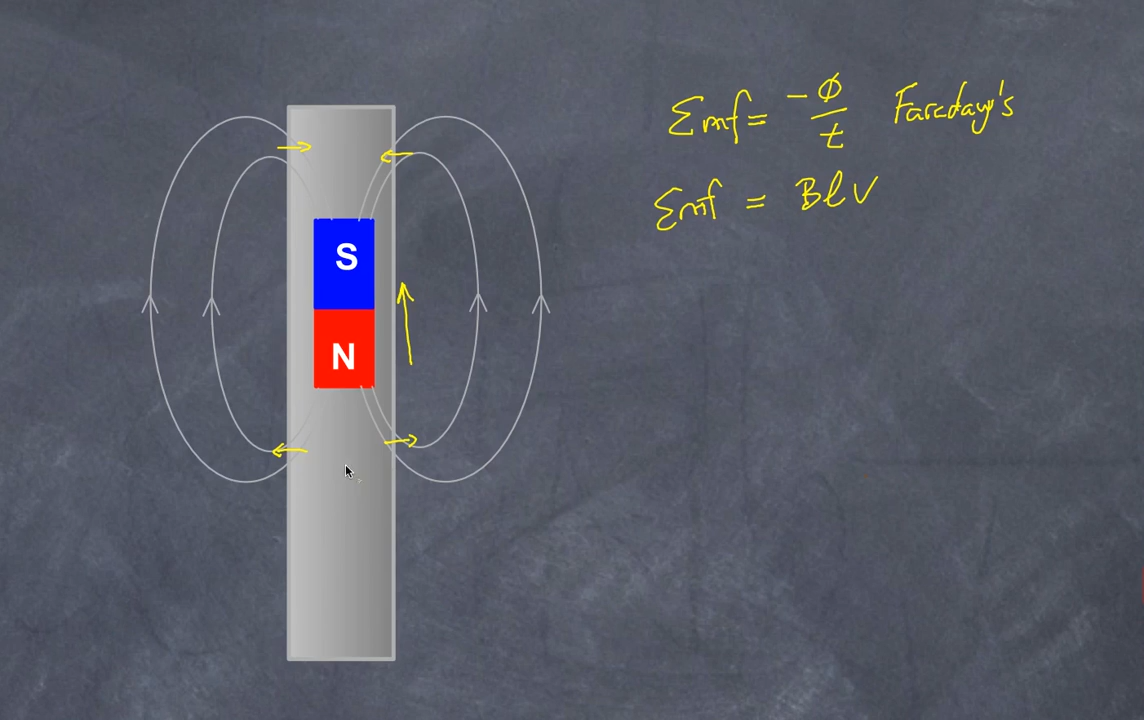 S
N
Emf = -Φ/t Faraday's
Emf = Blv